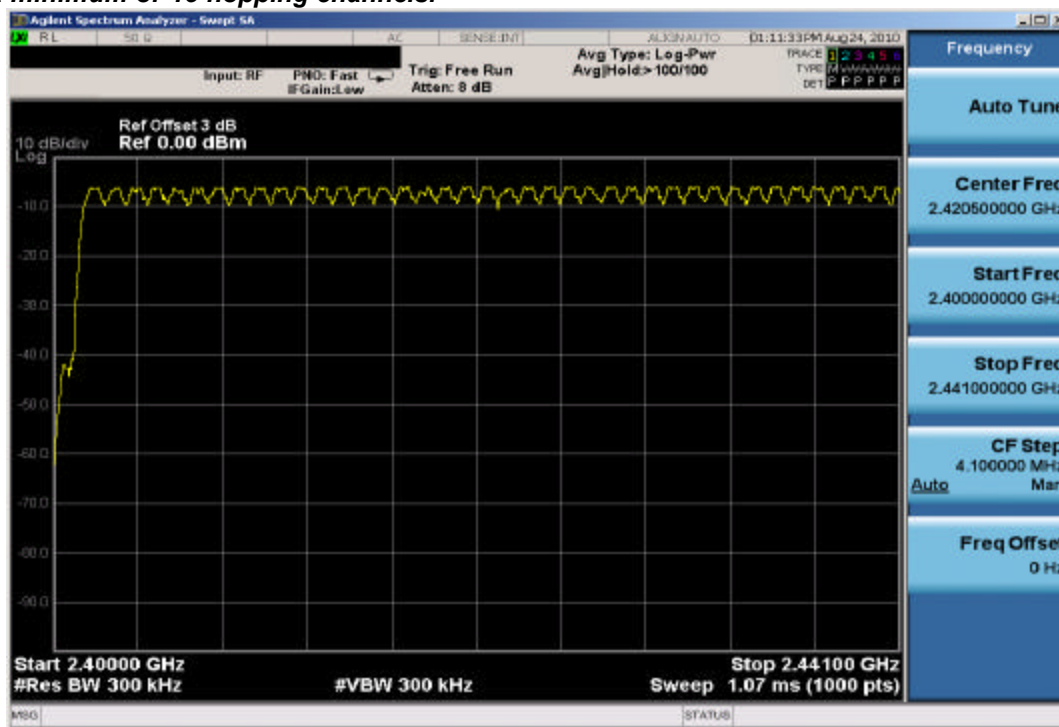 minimum of 15 hopping channels.
Agilent Spectrum Analyzer - Swept SA
RL 50 Ω AC SENSE:INT ALIGNAUTO 01:11:33PM Aug 24, 2010
Input: RF PNO: Fast Trig: Free Run Avg Type: Log-Pwr TRACE 1 2 3 4 5 6
IFGain:Low Atten: 8 dB Avg|Hold:> 100/100 TYPE M
DET P P P P P P
Frequency
Auto Tune
Ref Offset 3 dB
10 dB/div Ref 0.00 dBm
Log
Center Freq
2.420500000 GHz
Start Freq
2.400000000 GHz
Stop Freq
2.441000000 GHz
CF Step
4.100000 MHz
Auto Man
Freq Offset
0 Hz
-10.0
-20.0
-30.0
-40.0
-50.0
-60.0
-70.0
-80.0
-90.0
Start 2.40000 GHz Stop 2.44100 GHz
#Res BW 300 kHz #VBW 300 kHz Sweep 1.07 ms (1000 pts)
MSG STATUS